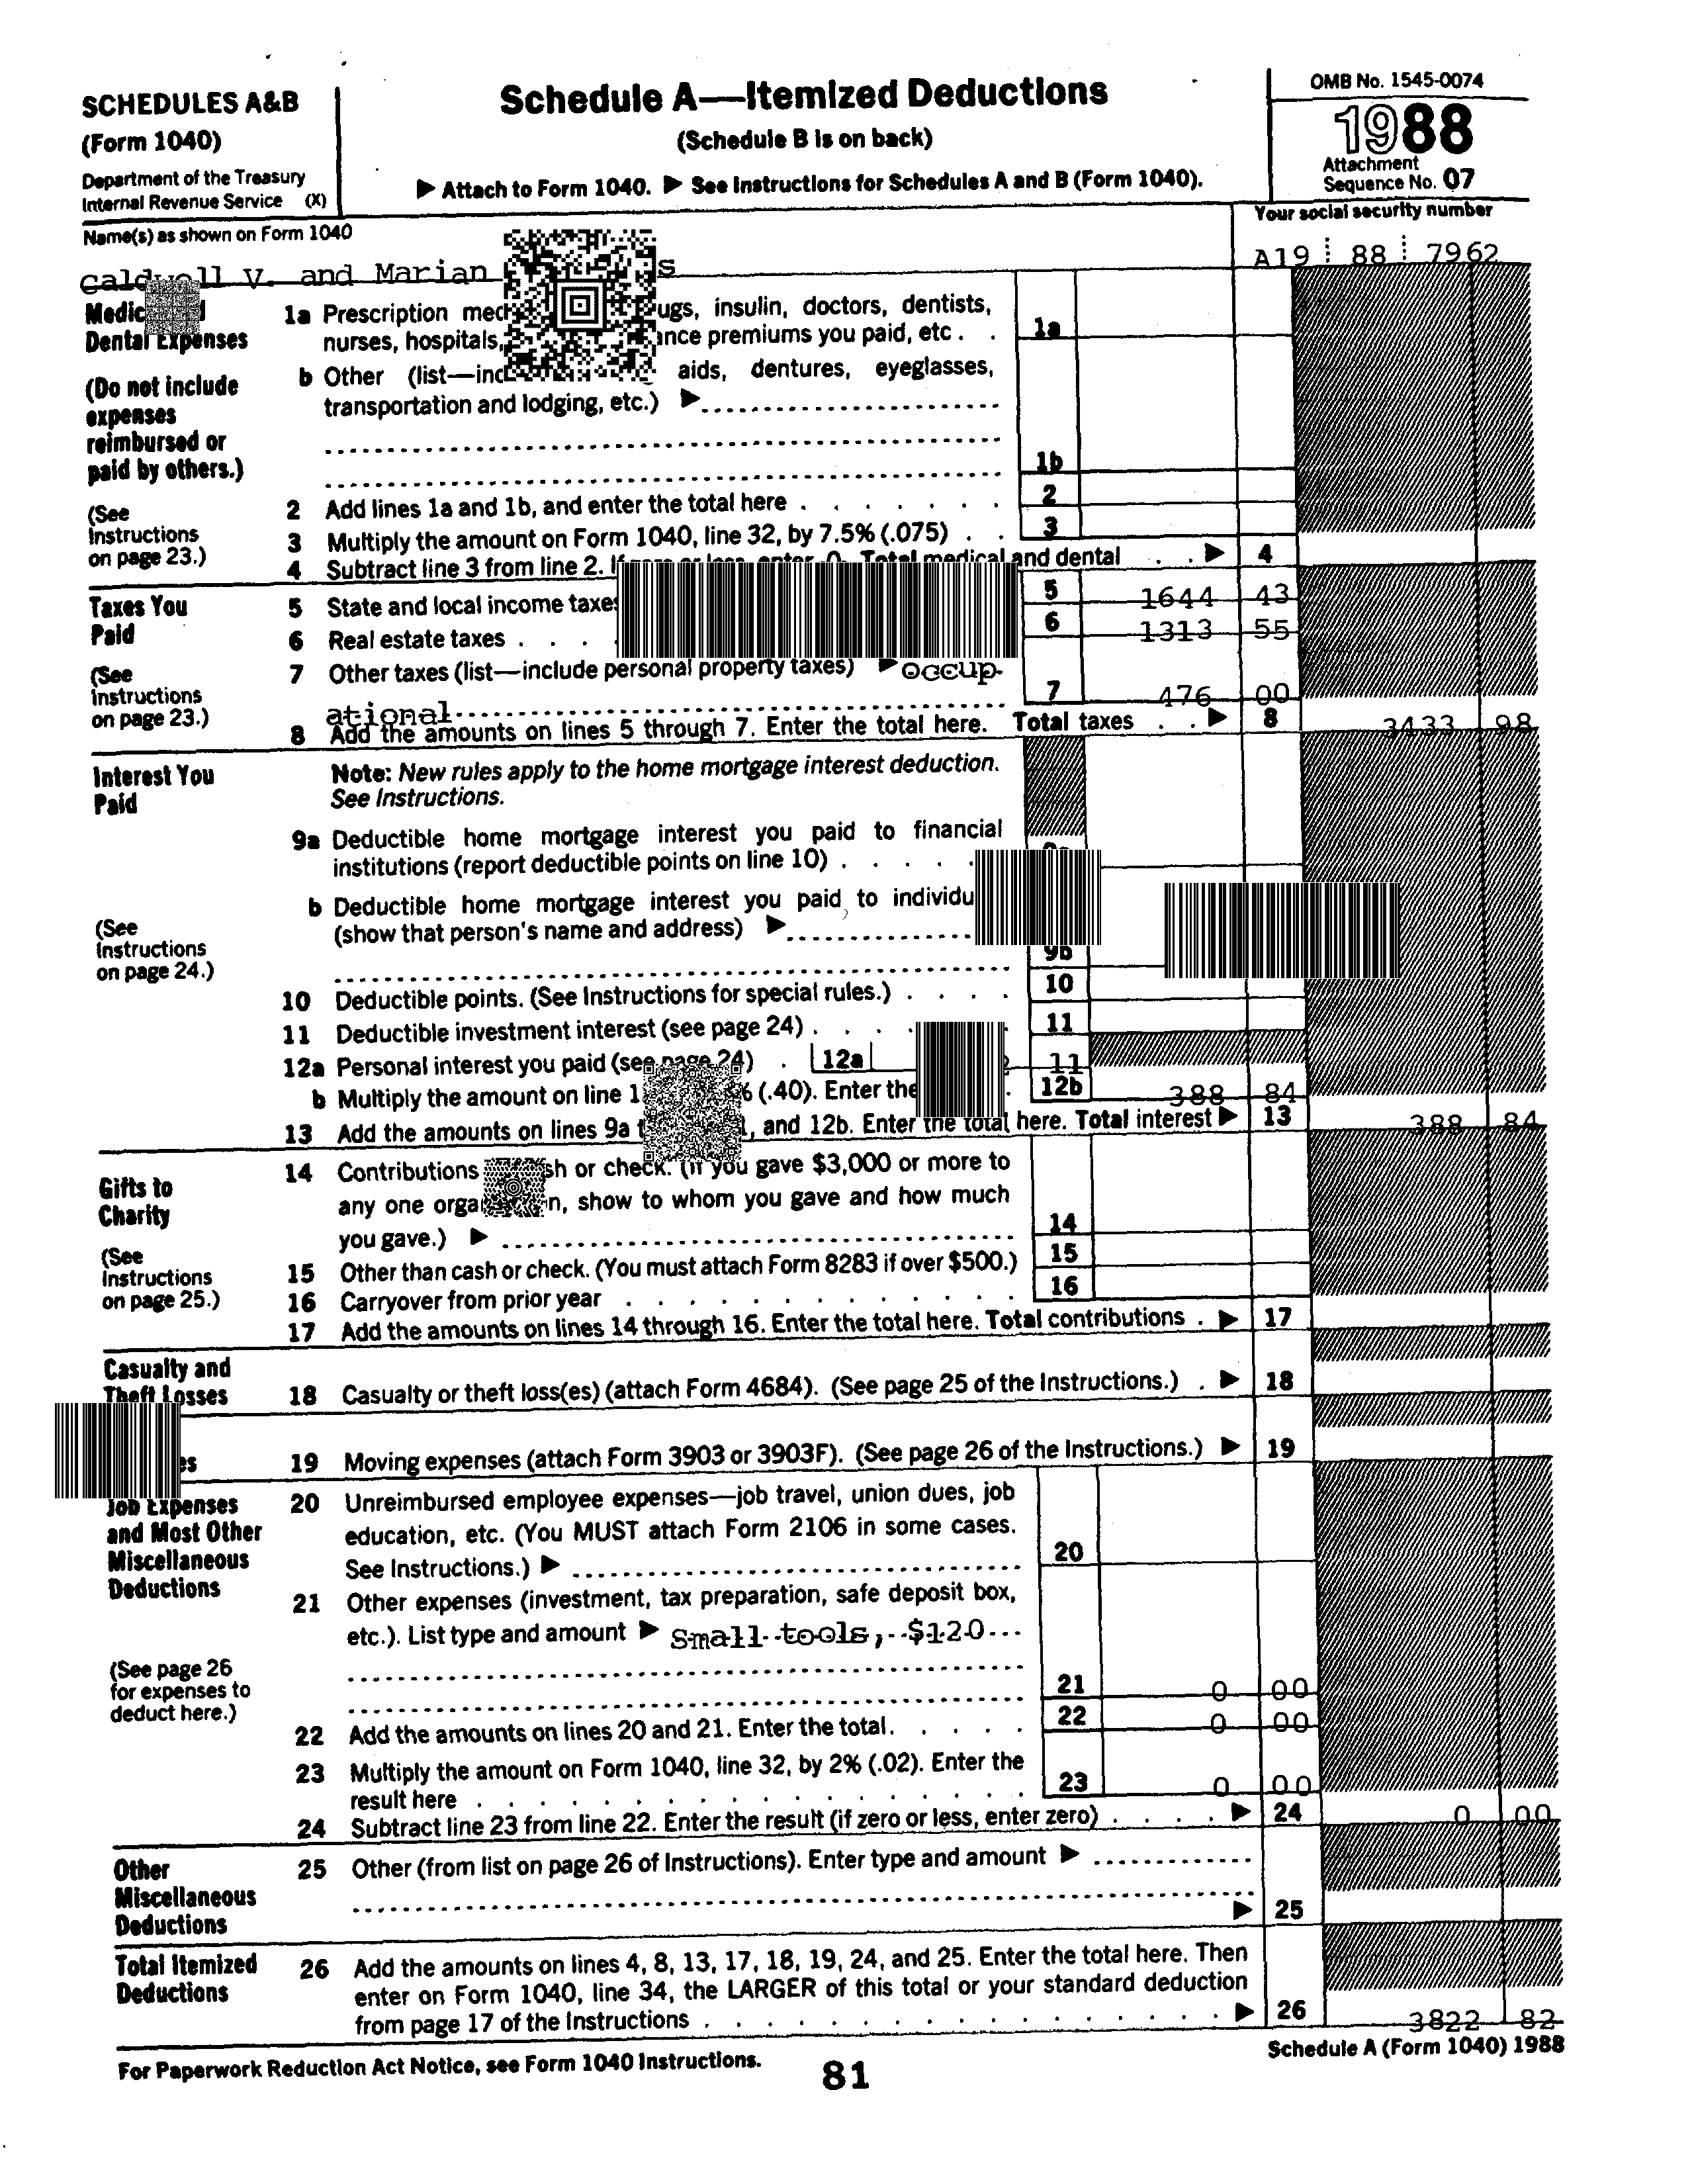 SCHEDULES A&B
(Form 1040)
Department of the Treasury
Internal Revenue Service (X)
Schedule A—Itemized Deductions
(Schedule B is on back)
▶ Attach to Form 1040. ▶ See Instructions for Schedules A and B (Form 1040).
OMB No. 1545-0074
1988
Attachment
Sequence No. 07
Name(s) as shown on Form 1040
Your social security number
Caldwell V. and Marian
A19 88 7962
Dental Expenses
(Do not include
expenses
reimbursed or
paid by others.)
(See
Instructions
on page 23.)
1a Prescription ugs, insulin, doctors, dentists,
nurses, hospitals, premiums you paid, etc . . 1a
b Other (list— aids, dentures, eyeglasses,
transportation and lodging, etc.) ▶
1b
2 Add lines 1a and 1b, and enter the total here . . . . . . . 2
3 Multiply the amount on Form 1040, line 32, by 7.5% (.075) . . 3
4 Subtract line 3 from line 2. Total medical and dental . . ▶ 4
Taxes You
Paid
(See
Instructions
on page 23.)
5 State and local income taxes 5 1644 43
6 Real estate taxes . . . . 6 1313 55
7 Other taxes (list—include personal property taxes) ▶ occup-
ational 7 476 00
8 Add the amounts on lines 5 through 7. Enter the total here. Total taxes . . ▶ 8 3433 98
Interest You
Paid
(See
Instructions
on page 24.)
Note: New rules apply to the home mortgage interest deduction.
See Instructions.
9a Deductible home mortgage interest you paid to financial
institutions (report deductible points on line 10) . . . . .
b Deductible home mortgage interest you paid to
(show that person's name and address) ▶
9b
10 Deductible points. (See Instructions for special rules.) . . . . 10
11 Deductible investment interest (see page 24) . . . . 11
12a Personal interest you paid (see page 24) . 12a 11
b Multiply the amount on line (.40). Enter the . 12b 388 84
13 Add the amounts on lines 9a and 12b. Enter the total here. Total interest ▶ 13 388 84
Gifts to
Charity
(See
Instructions
on page 25.)
14 Contributions or check. (If you gave $3,000 or more to
any one show to whom you gave and how much
you gave.) ▶ 14
15 Other than cash or check. (You must attach Form 8283 if over $500.) 15
16 Carryover from prior year . . . . . . . . . . . . 16
17 Add the amounts on lines 14 through 16. Enter the total here. Total contributions . ▶ 17
Casualty and
Theft Losses
18 Casualty or theft loss(es) (attach Form 4684). (See page 25 of the Instructions.) . ▶ 18
19 Moving expenses (attach Form 3903 or 3903F). (See page 26 of the Instructions.) ▶ 19
Job Expenses
and Most Other
Miscellaneous
Deductions
(See page 26
for expenses to
deduct here.)
20 Unreimbursed employee expenses—job travel, union dues, job
education, etc. (You MUST attach Form 2106 in some cases.
See Instructions.) ▶ 20
21 Other expenses (investment, tax preparation, safe deposit box,
etc.). List type and amount ▶ Small tools, $120
21 0 00
22 Add the amounts on lines 20 and 21. Enter the total. . . . . 22 0 00
23 Multiply the amount on Form 1040, line 32, by 2% (.02). Enter the
result here . . . . . . . . . . . . . . . . . 23 0 00
24 Subtract line 23 from line 22. Enter the result (if zero or less, enter zero) . . . . ▶ 24 0 00
Other
Miscellaneous
Deductions
25 Other (from list on page 26 of Instructions). Enter type and amount ▶
▶ 25
Total Itemized
Deductions
26 Add the amounts on lines 4, 8, 13, 17, 18, 19, 24, and 25. Enter the total here. Then
enter on Form 1040, line 34, the LARGER of this total or your standard deduction
from page 17 of the Instructions . . . . . . . . . . . . . . . ▶ 26 3822 82
For Paperwork Reduction Act Notice, see Form 1040 Instructions.
81
Schedule A (Form 1040) 1988